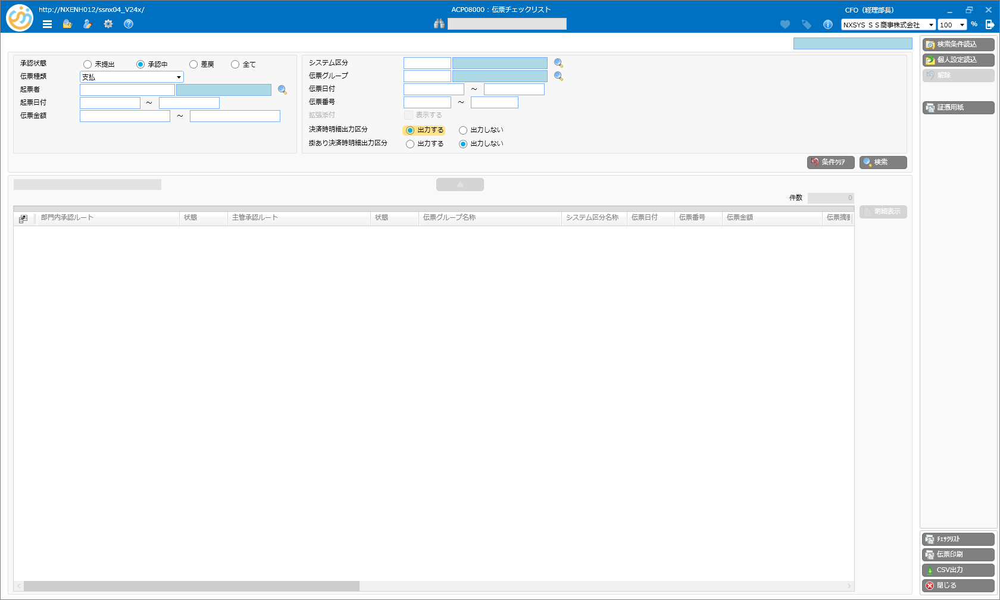 http://NXENH012/ssnx04_V24x/
ACP08000 : 伝票チェックリスト
CFO (経理部長)
NXSYS ＳＳ商事株式会社
100
%
承認状態
未提出
承認中
差戻
全て
伝票種類
支払
起票者
起票日付
～
伝票金額
～
システム区分
伝票グループ
伝票日付
～
伝票番号
～
拡張添付
表示する
決済時明細出力区分
出力する
出力しない
掛あり決済時明細出力区分
出力する
出力しない
条件ｸﾘｱ
検索
検索条件読込
個人設定読込
解除
証憑用紙
件数
0
明細表示
部門内承認ルート
状態
主管承認ルート
状態
伝票グループ名称
システム区分名称
伝票日付
伝票番号
伝票金額
伝票摘要
ﾁｪｯｸﾘｽﾄ
伝票印刷
CSV出力
閉じる